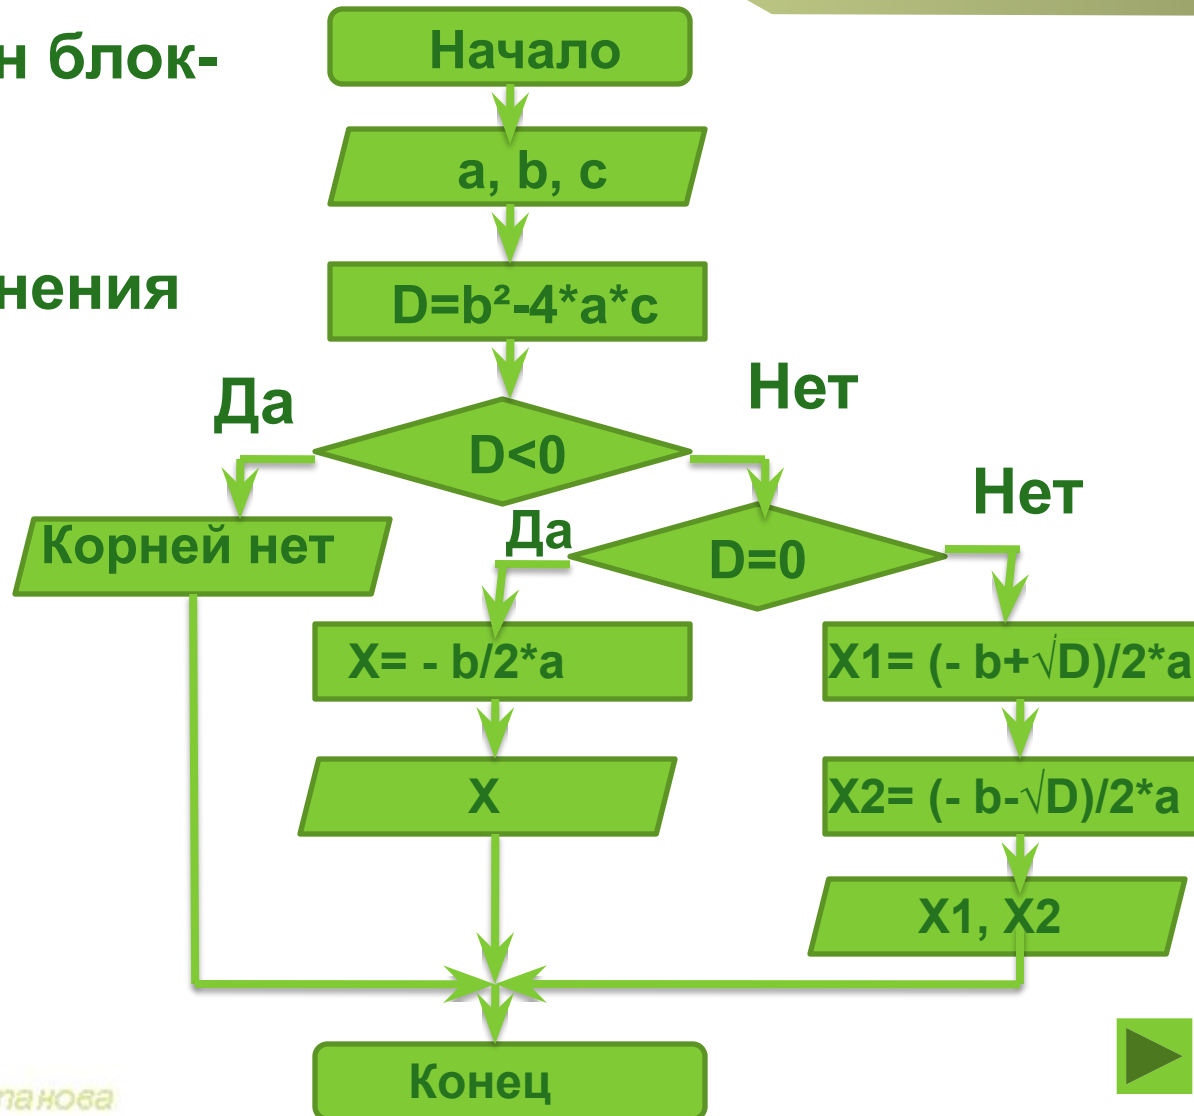 н блок-
нения
Начало
a, b, c
D=b²-4*a*c
Да
Нет
D<0
Корней нет
Да
D=0
Нет
X= - b/2*a
X1= (- b+√D)/2*a
X
X2= (- b-√D)/2*a
X1, X2
Конец
панова